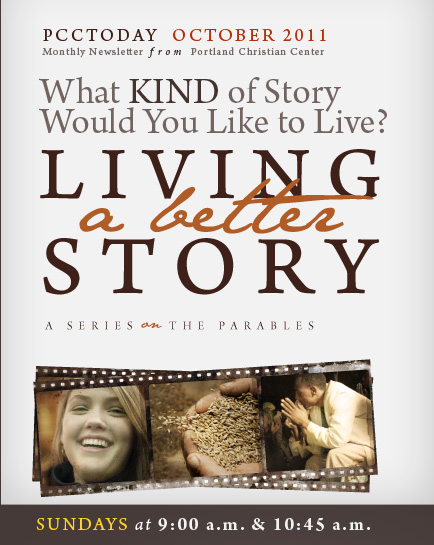 PCCTODAY OCTOBER 2011
Monthly Newsletter from Portland Christian Center
What KIND of Story
Would You Like to Live?
LIVING
a better
STORY
A SERIES on THE PARABLES
SUNDAYS at 9:00 a.m. & 10:45 a.m.